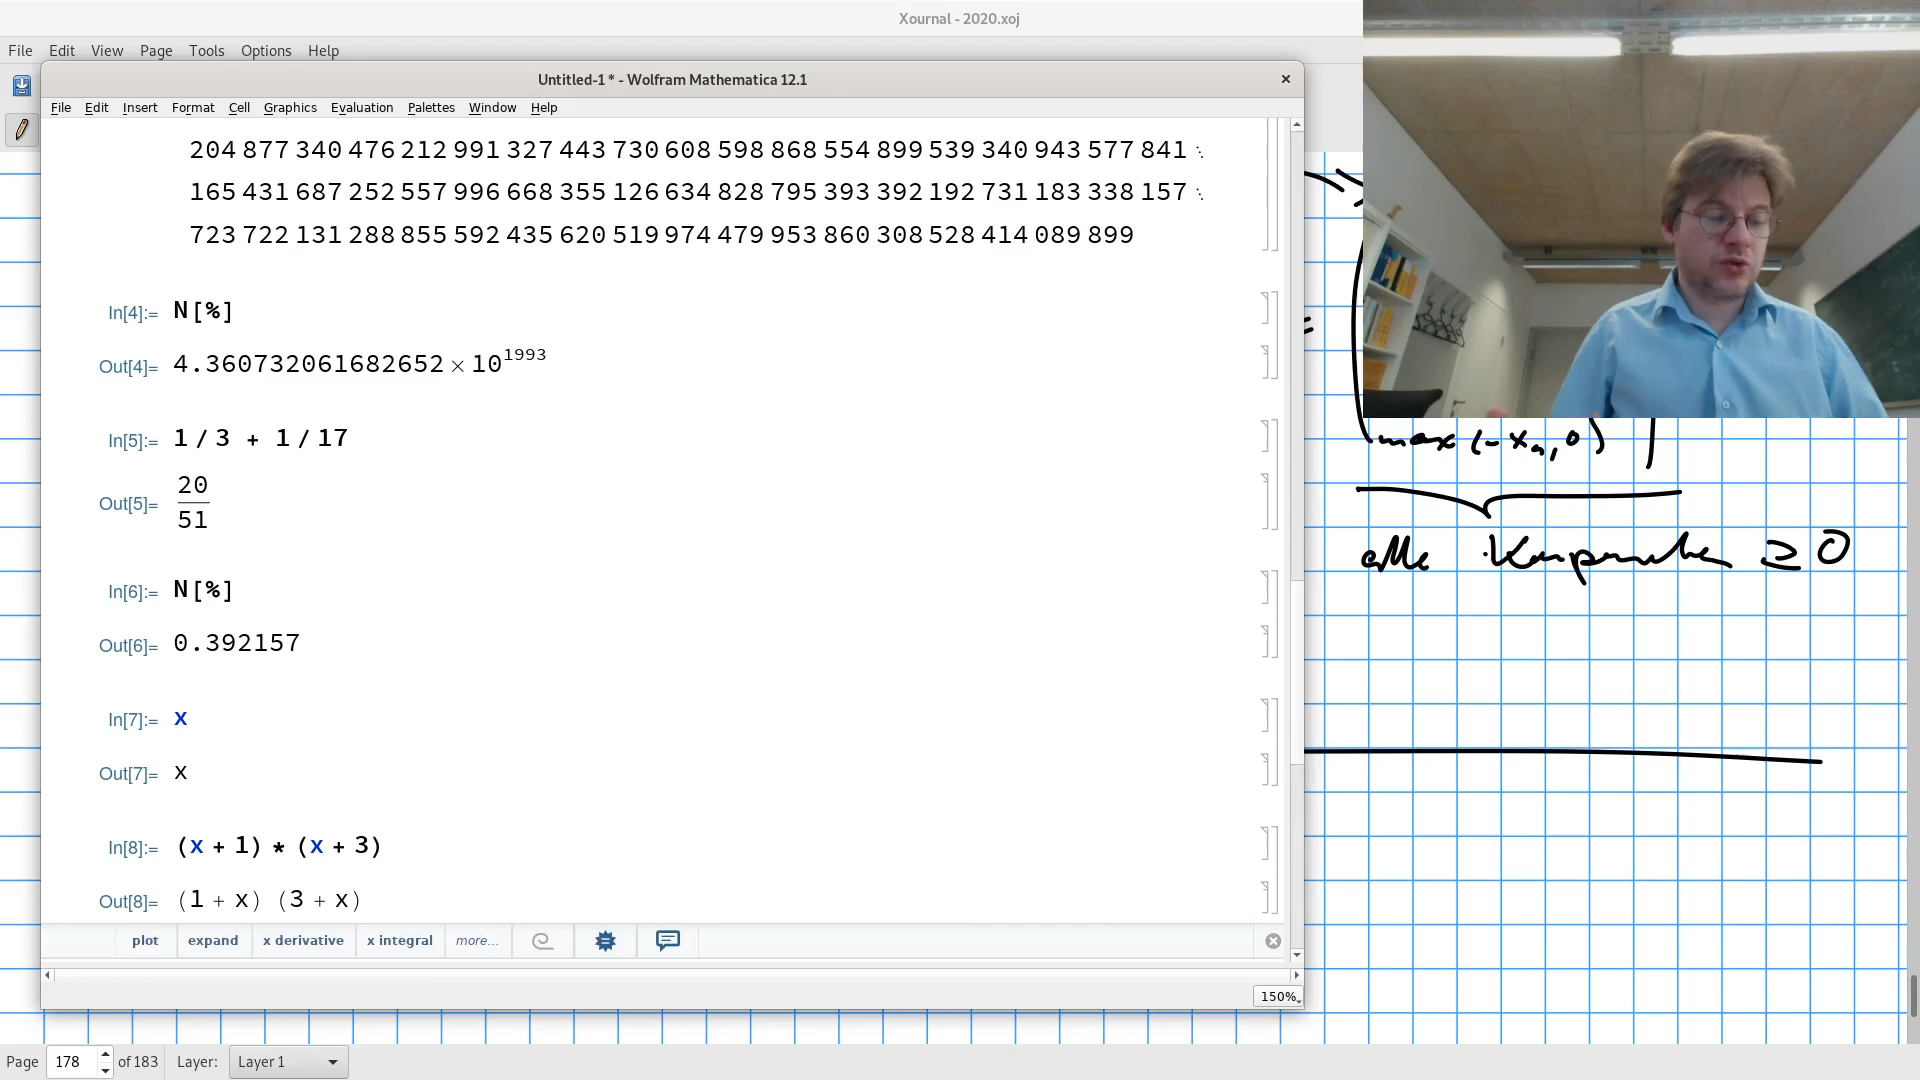 Xournal - 2020.xoj
File Edit View Page Tools Options Help
Untitled-1 * - Wolfram Mathematica 12.1
File Edit Insert Format Cell Graphics Evaluation Palettes Window Help
204 877 340 476 212 991 327 443 730 608 598 868 554 899 539 340 943 577 841
165 431 687 252 557 996 668 355 126 634 828 795 393 392 192 731 183 338 157
723 722 131 288 855 592 435 620 519 974 479 953 860 308 528 414 089 899
In[4]:= N[%]
Out[4]= 4.360732061682652 × 10^1993
In[5]:= 1 / 3 + 1 / 17
Out[5]= 20/51
In[6]:= N[%]
Out[6]= 0.392157
In[7]:= x
Out[7]= x
In[8]:= (x + 1) * (x + 3)
Out[8]= (1 + x) (3 + x)
plot expand x derivative x integral more...
150%
=
max (-xn, 0)
alle Komponenten ≥ 0
Page 178 of 183 Layer: Layer 1